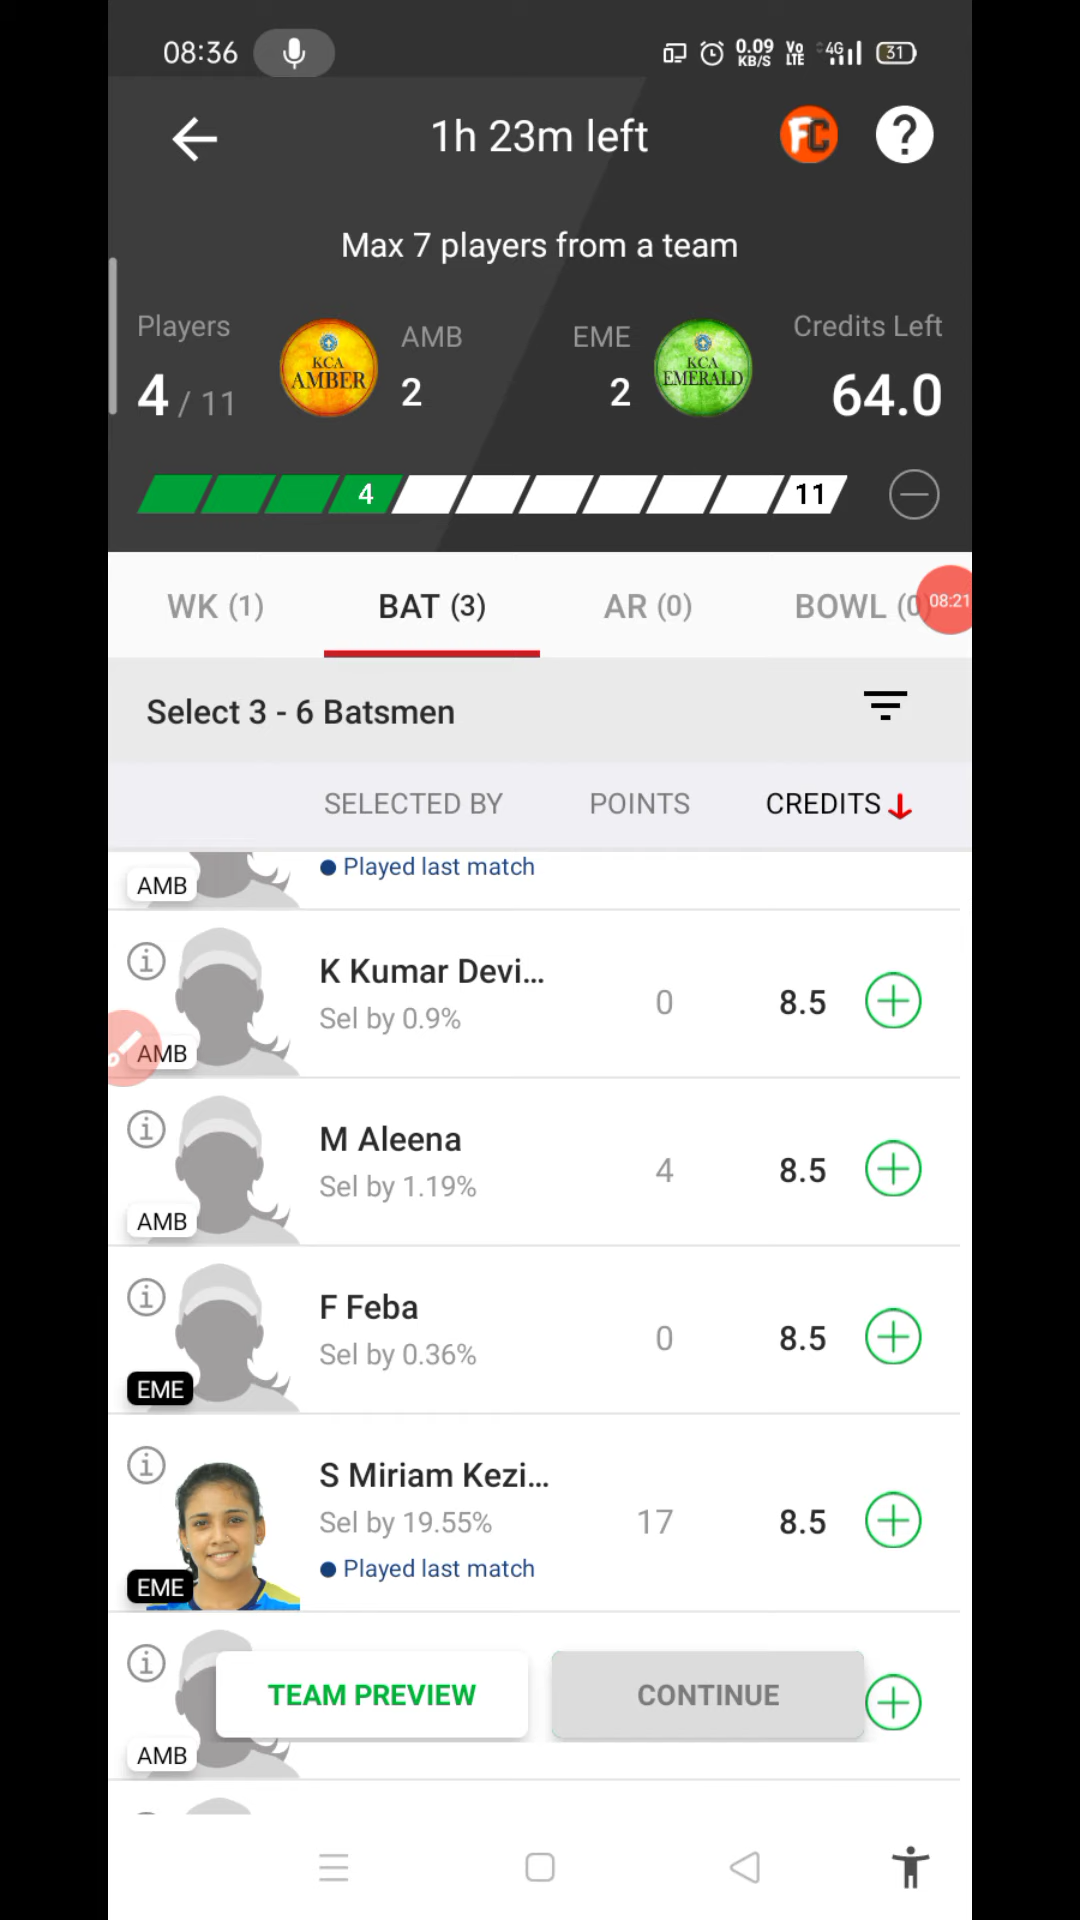 08:36
0.09
KB/S
Vo
LTE
4G
31
1h 23m left
FC
?
Max 7 players from a team
Players
AMB
EME
Credits Left
KCA
AMBER
KCA
EMERALD
4 / 11
2
2
64.0
4
11
WK (1)
BAT (3)
AR (0)
BOWL (0
08:21
Select 3 - 6 Batsmen
SELECTED BY
POINTS
CREDITS
Played last match
AMB
K Kumar Devi...
Sel by 0.9%
0
8.5
AMB
M Aleena
Sel by 1.19%
4
8.5
AMB
F Feba
Sel by 0.36%
0
8.5
EME
S Miriam Kezi...
Sel by 19.55%
17
8.5
Played last match
EME
TEAM PREVIEW
CONTINUE
AMB